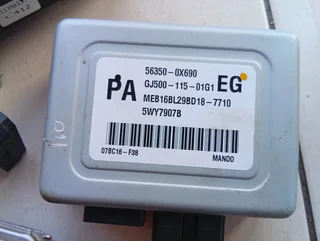 56350-0X690
PA GJ500-115-01G1 EG
MEB16BL29BD18-7710
5WY7907B
07BC16-F38 MANDO